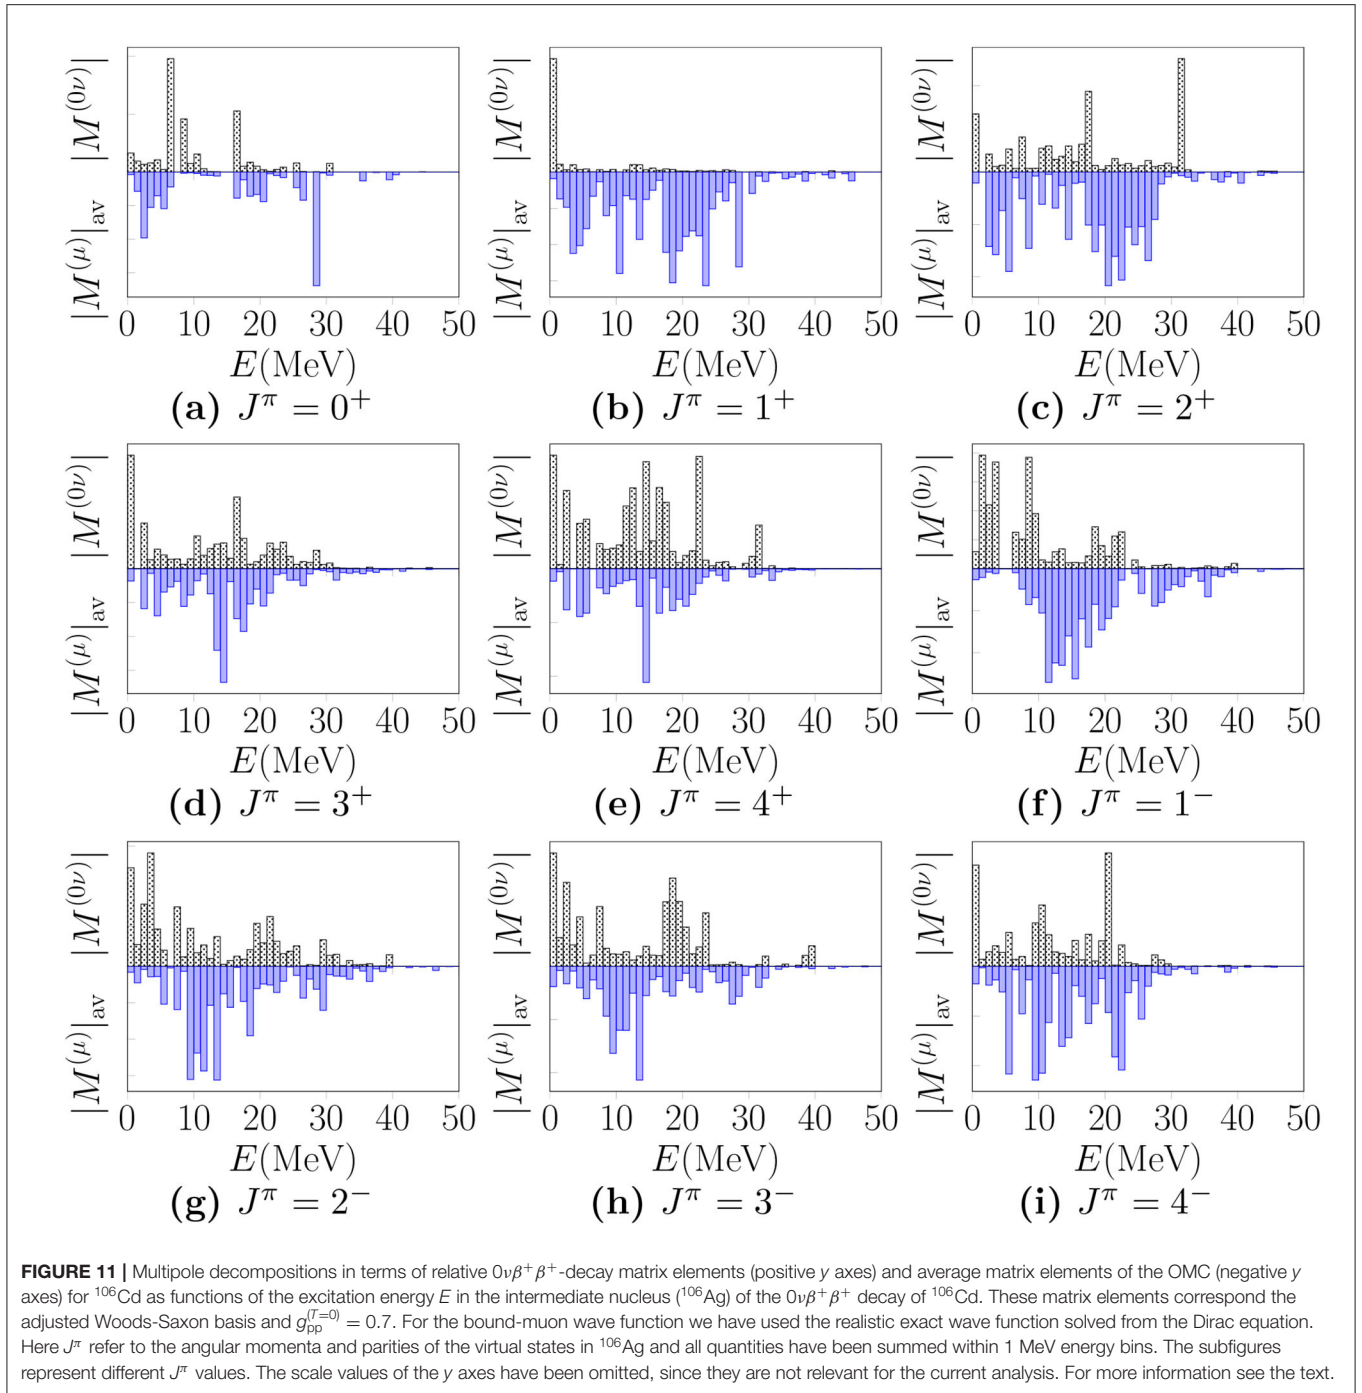 |M^(0ν)| |M^(0ν)| |M^(0ν)|
|M^(μ)|_av |M^(μ)|_av |M^(μ)|_av
0 10 20 30 40 50 0 10 20 30 40 50 0 10 20 30 40 50
E(MeV) E(MeV) E(MeV)
(a) J^π = 0^+ (b) J^π = 1^+ (c) J^π = 2^+
|M^(0ν)| |M^(0ν)| |M^(0ν)|
|M^(μ)|_av |M^(μ)|_av |M^(μ)|_av
0 10 20 30 40 50 0 10 20 30 40 50 0 10 20 30 40 50
E(MeV) E(MeV) E(MeV)
(d) J^π = 3^+ (e) J^π = 4^+ (f) J^π = 1^−
|M^(0ν)| |M^(0ν)| |M^(0ν)|
|M^(μ)|_av |M^(μ)|_av |M^(μ)|_av
0 10 20 30 40 50 0 10 20 30 40 50 0 10 20 30 40 50
E(MeV) E(MeV) E(MeV)
(g) J^π = 2^− (h) J^π = 3^− (i) J^π = 4^−
FIGURE 11 | Multipole decompositions in terms of relative 0νβ⁺β⁺-decay matrix elements (positive y axes) and average matrix elements of the OMC (negative y
axes) for ¹⁰⁶Cd as functions of the excitation energy E in the intermediate nucleus (¹⁰⁶Ag) of the 0νβ⁺β⁺ decay of ¹⁰⁶Cd. These matrix elements correspond the
adjusted Woods-Saxon basis and g_pp^(T=0) = 0.7. For the bound-muon wave function we have used the realistic exact wave function solved from the Dirac equation.
Here J^π refer to the angular momenta and parities of the virtual states in ¹⁰⁶Ag and all quantities have been summed within 1 MeV energy bins. The subfigures
represent different J^π values. The scale values of the y axes have been omitted, since they are not relevant for the current analysis. For more information see the text.